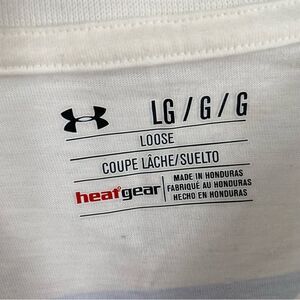 LG / G / G
LOOSE
COUPE LÂCHE/SUELTO
heatgear
MADE IN HONDURAS
FABRIQUÉ AU HONDURAS
HECHO EN HONDURAS